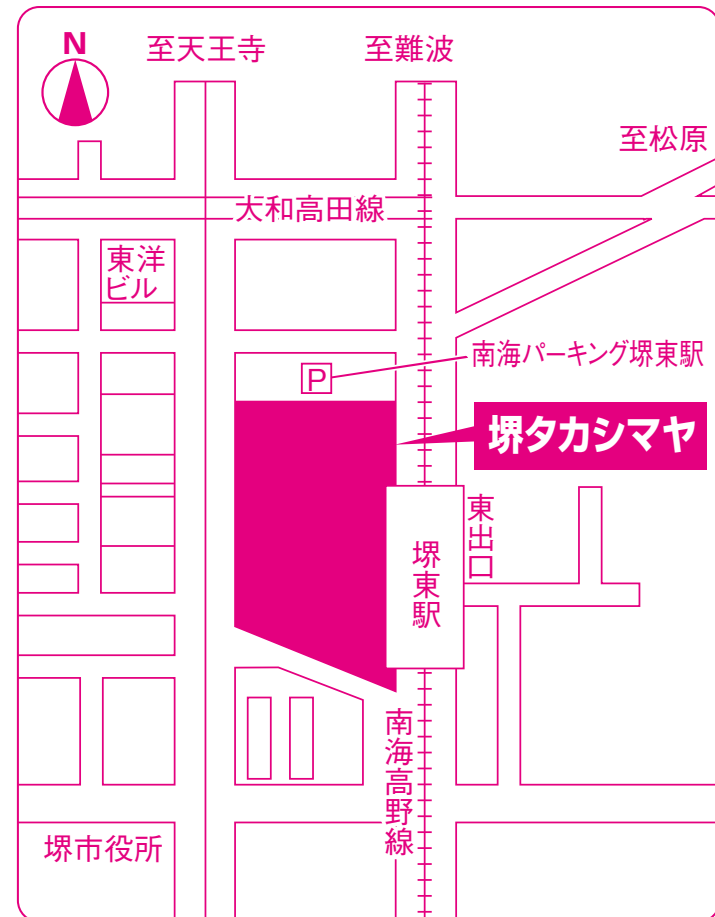 N
至天王寺
至難波
至松原
大和高田線
東洋
ビル
南海パーキング堺東駅
P
堺タカシマヤ
東出口
堺東駅
南海高野線
堺市役所